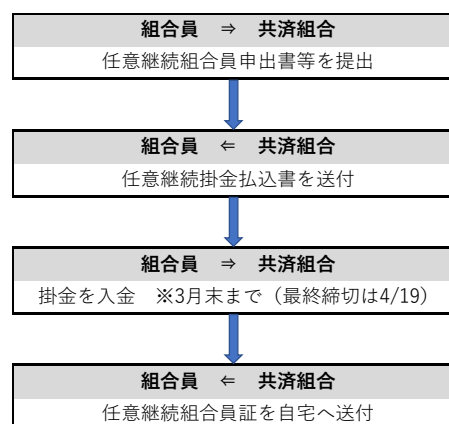 組合員　⇒　共済組合
任意継続組合員申出書等を提出
組合員　⇐　共済組合
任意継続掛金払込書を送付
組合員　⇒　共済組合
掛金を入金　※3月末まで（最終締切は4/19）
組合員　⇐　共済組合
任意継続組合員証を自宅へ送付